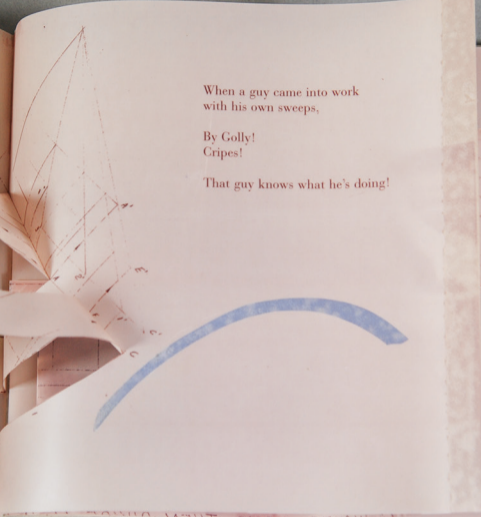 When a guy came into work
with his own sweeps,
By Golly!
Cripes!
That guy knows what he's doing!